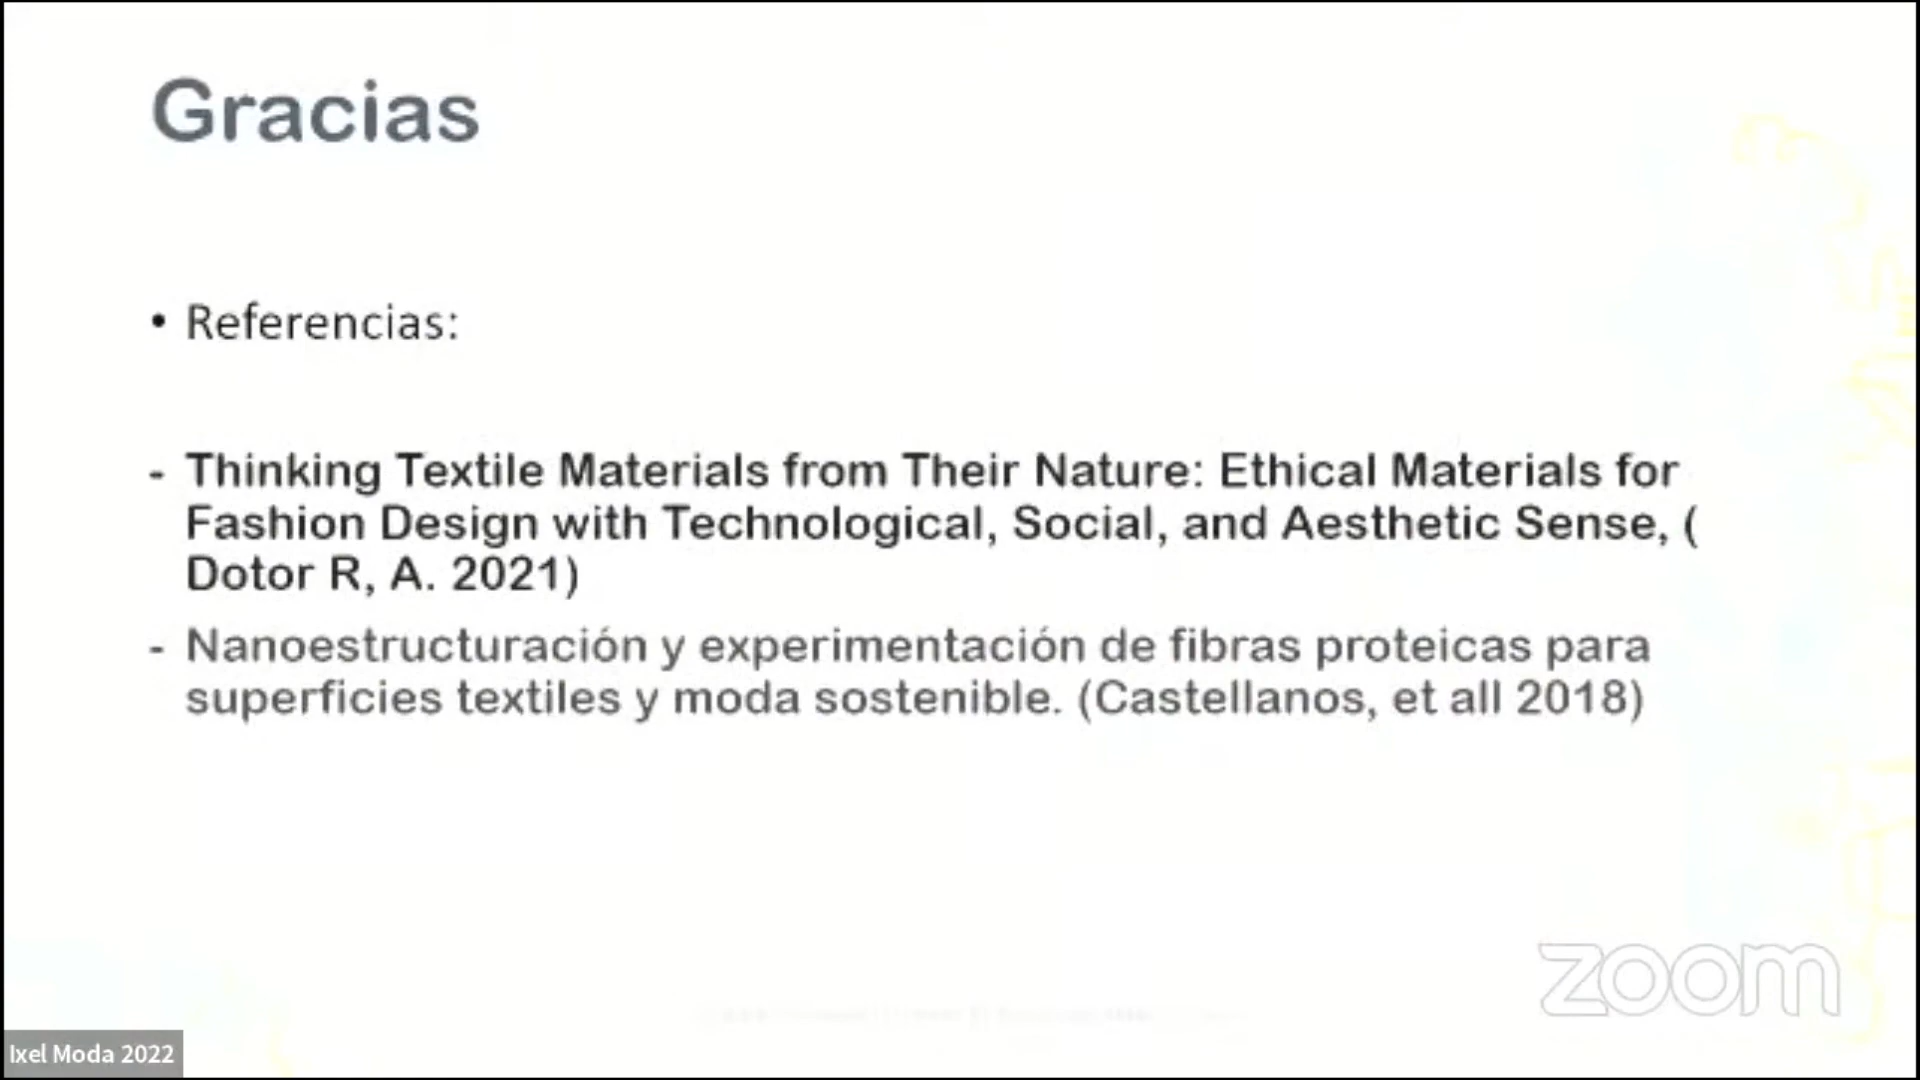 Gracias
• Referencias:
- Thinking Textile Materials from Their Nature: Ethical Materials for
Fashion Design with Technological, Social, and Aesthetic Sense, (
Dotor R, A. 2021)
- Nanoestructuración y experimentación de fibras proteicas para
superficies textiles y moda sostenible. (Castellanos, et all 2018)
zoom
Ixel Moda 2022